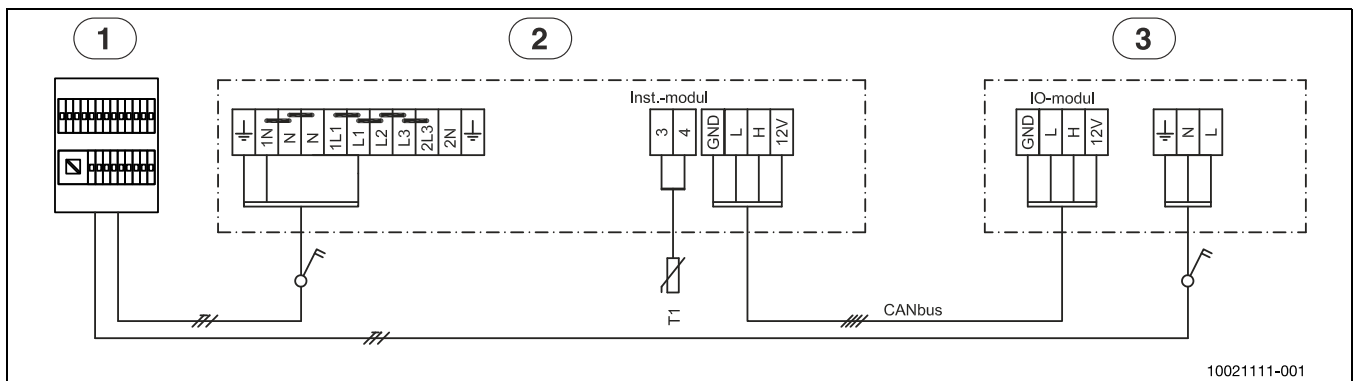 1 2 3
Inst.-modul IO-modul
⏚ 1N N N 1L1 L1 L2 L3 2L3 2N ⏚
3 4
GND L H 12V
GND L H 12V
⏚ N L
T1
CANbus
10021111-001